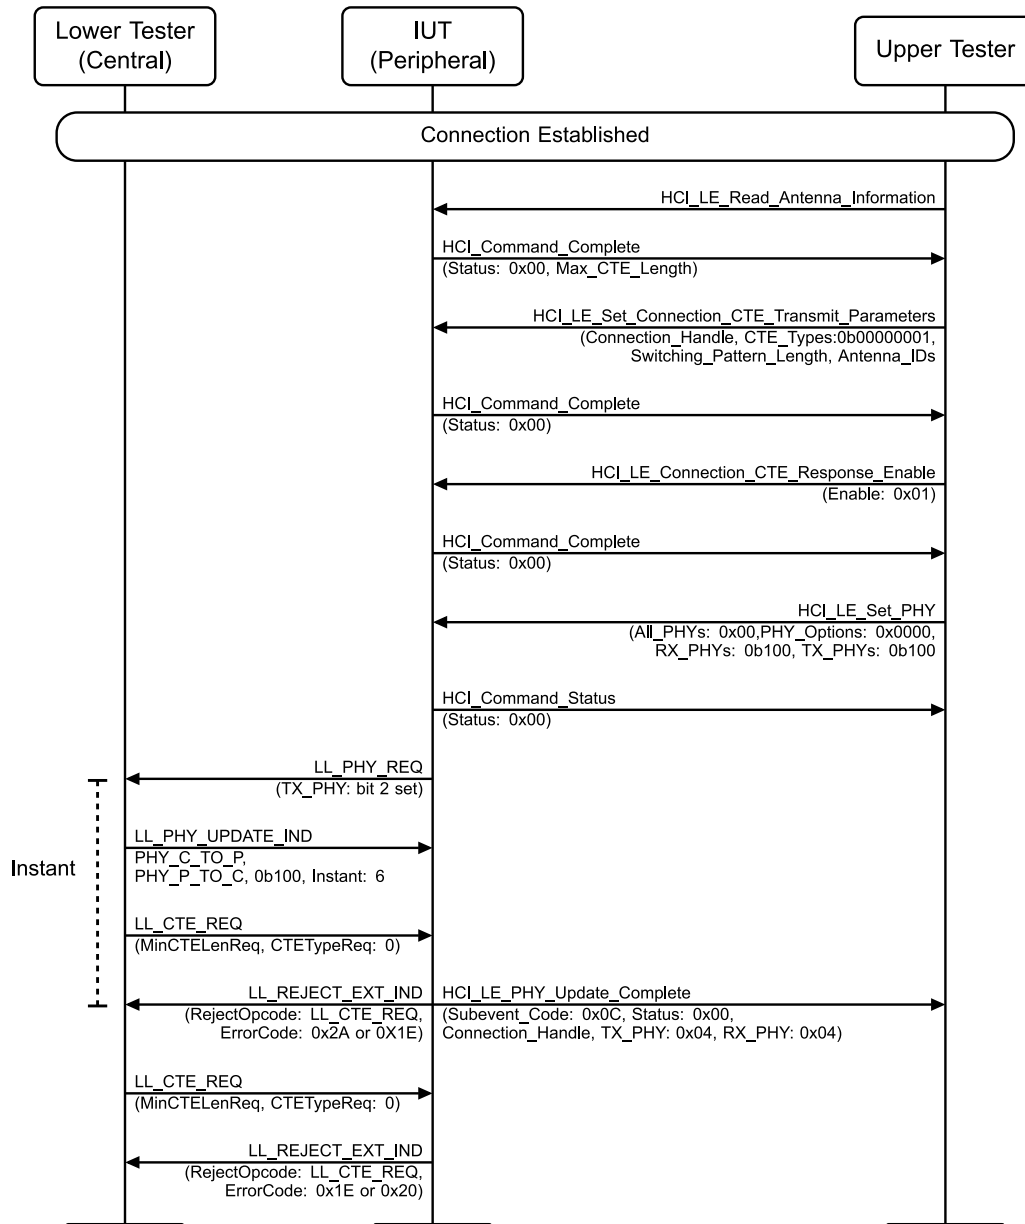 Lower Tester
(Central)
IUT
(Peripheral)
Upper Tester
Connection Established
HCI_LE_Read_Antenna_Information
HCI_Command_Complete
(Status: 0x00, Max_CTE_Length)
HCI_LE_Set_Connection_CTE_Transmit_Parameters
(Connection_Handle, CTE_Types:0b00000001,
Switching_Pattern_Length, Antenna_IDs
HCI_Command_Complete
(Status: 0x00)
HCI_LE_Connection_CTE_Response_Enable
(Enable: 0x01)
HCI_Command_Complete
(Status: 0x00)
HCI_LE_Set_PHY
(All_PHYs: 0x00,PHY_Options: 0x0000,
RX_PHYs: 0b100, TX_PHYs: 0b100
HCI_Command_Status
(Status: 0x00)
LL_PHY_REQ
(TX_PHY: bit 2 set)
LL_PHY_UPDATE_IND
PHY_C_TO_P,
PHY_P_TO_C, 0b100, Instant: 6
Instant
LL_CTE_REQ
(MinCTELenReq, CTETypeReq: 0)
LL_REJECT_EXT_IND
(RejectOpcode: LL_CTE_REQ,
ErrorCode: 0x2A or 0X1E)
HCI_LE_PHY_Update_Complete
(Subevent_Code: 0x0C, Status: 0x00,
Connection_Handle, TX_PHY: 0x04, RX_PHY: 0x04)
LL_CTE_REQ
(MinCTELenReq, CTETypeReq: 0)
LL_REJECT_EXT_IND
(RejectOpcode: LL_CTE_REQ,
ErrorCode: 0x1E or 0x20)